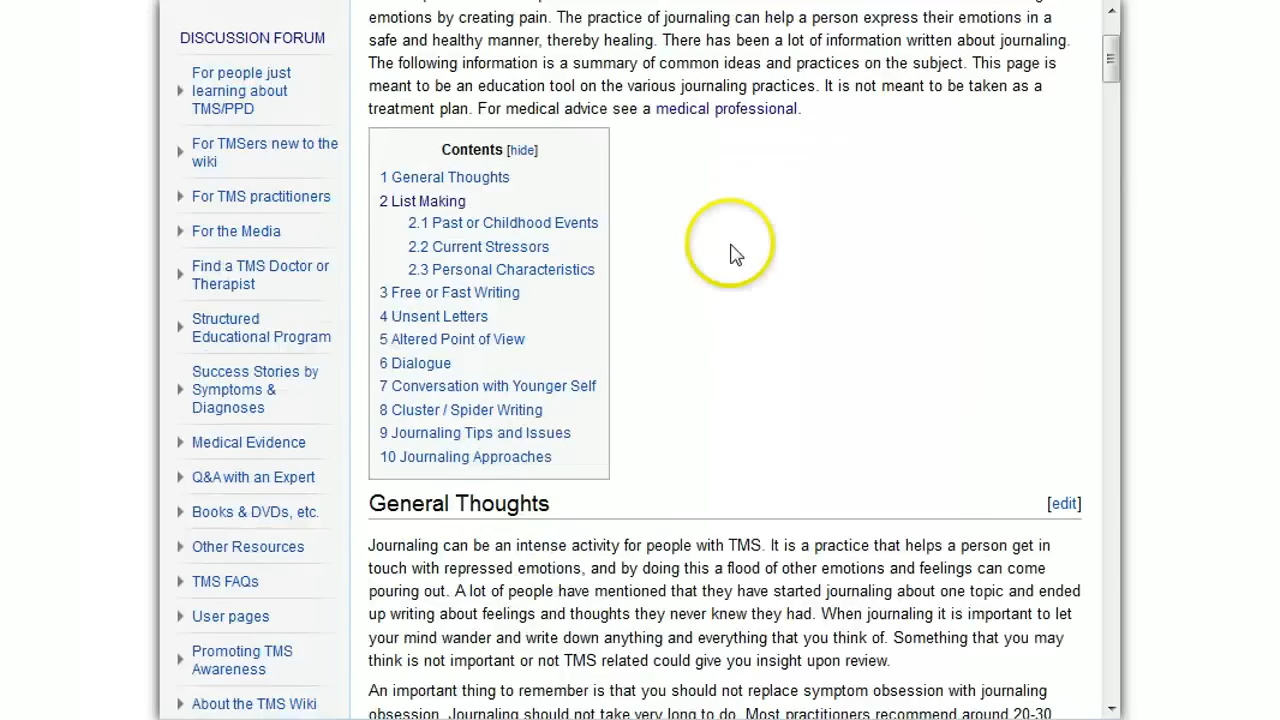 DISCUSSION FORUM
For people just
learning about
TMS/PPD
For TMSers new to the
wiki
For TMS practitioners
For the Media
Find a TMS Doctor or
Therapist
Structured
Educational Program
Success Stories by
Symptoms &
Diagnoses
Medical Evidence
Q&A with an Expert
Books & DVDs, etc.
Other Resources
TMS FAQs
User pages
Promoting TMS
Awareness
About the TMS Wiki
emotions by creating pain. The practice of journaling can help a person express their emotions in a
safe and healthy manner, thereby healing. There has been a lot of information written about journaling.
The following information is a summary of common ideas and practices on the subject. This page is
meant to be an education tool on the various journaling practices. It is not meant to be taken as a
treatment plan. For medical advice see a medical professional.
Contents [hide]
1 General Thoughts
2 List Making
2.1 Past or Childhood Events
2.2 Current Stressors
2.3 Personal Characteristics
3 Free or Fast Writing
4 Unsent Letters
5 Altered Point of View
6 Dialogue
7 Conversation with Younger Self
8 Cluster / Spider Writing
9 Journaling Tips and Issues
10 Journaling Approaches
General Thoughts [edit]
Journaling can be an intense activity for people with TMS. It is a practice that helps a person get in
touch with repressed emotions, and by doing this a flood of other emotions and feelings can come
pouring out. A lot of people have mentioned that they have started journaling about one topic and ended
up writing about feelings and thoughts they never knew they had. When journaling it is important to let
your mind wander and write down anything and everything that you think of. Something that you may
think is not important or not TMS related could give you insight upon review.
An important thing to remember is that you should not replace symptom obsession with journaling
obsession. Journaling should not take very long to do. Most practitioners recommend around 20-30